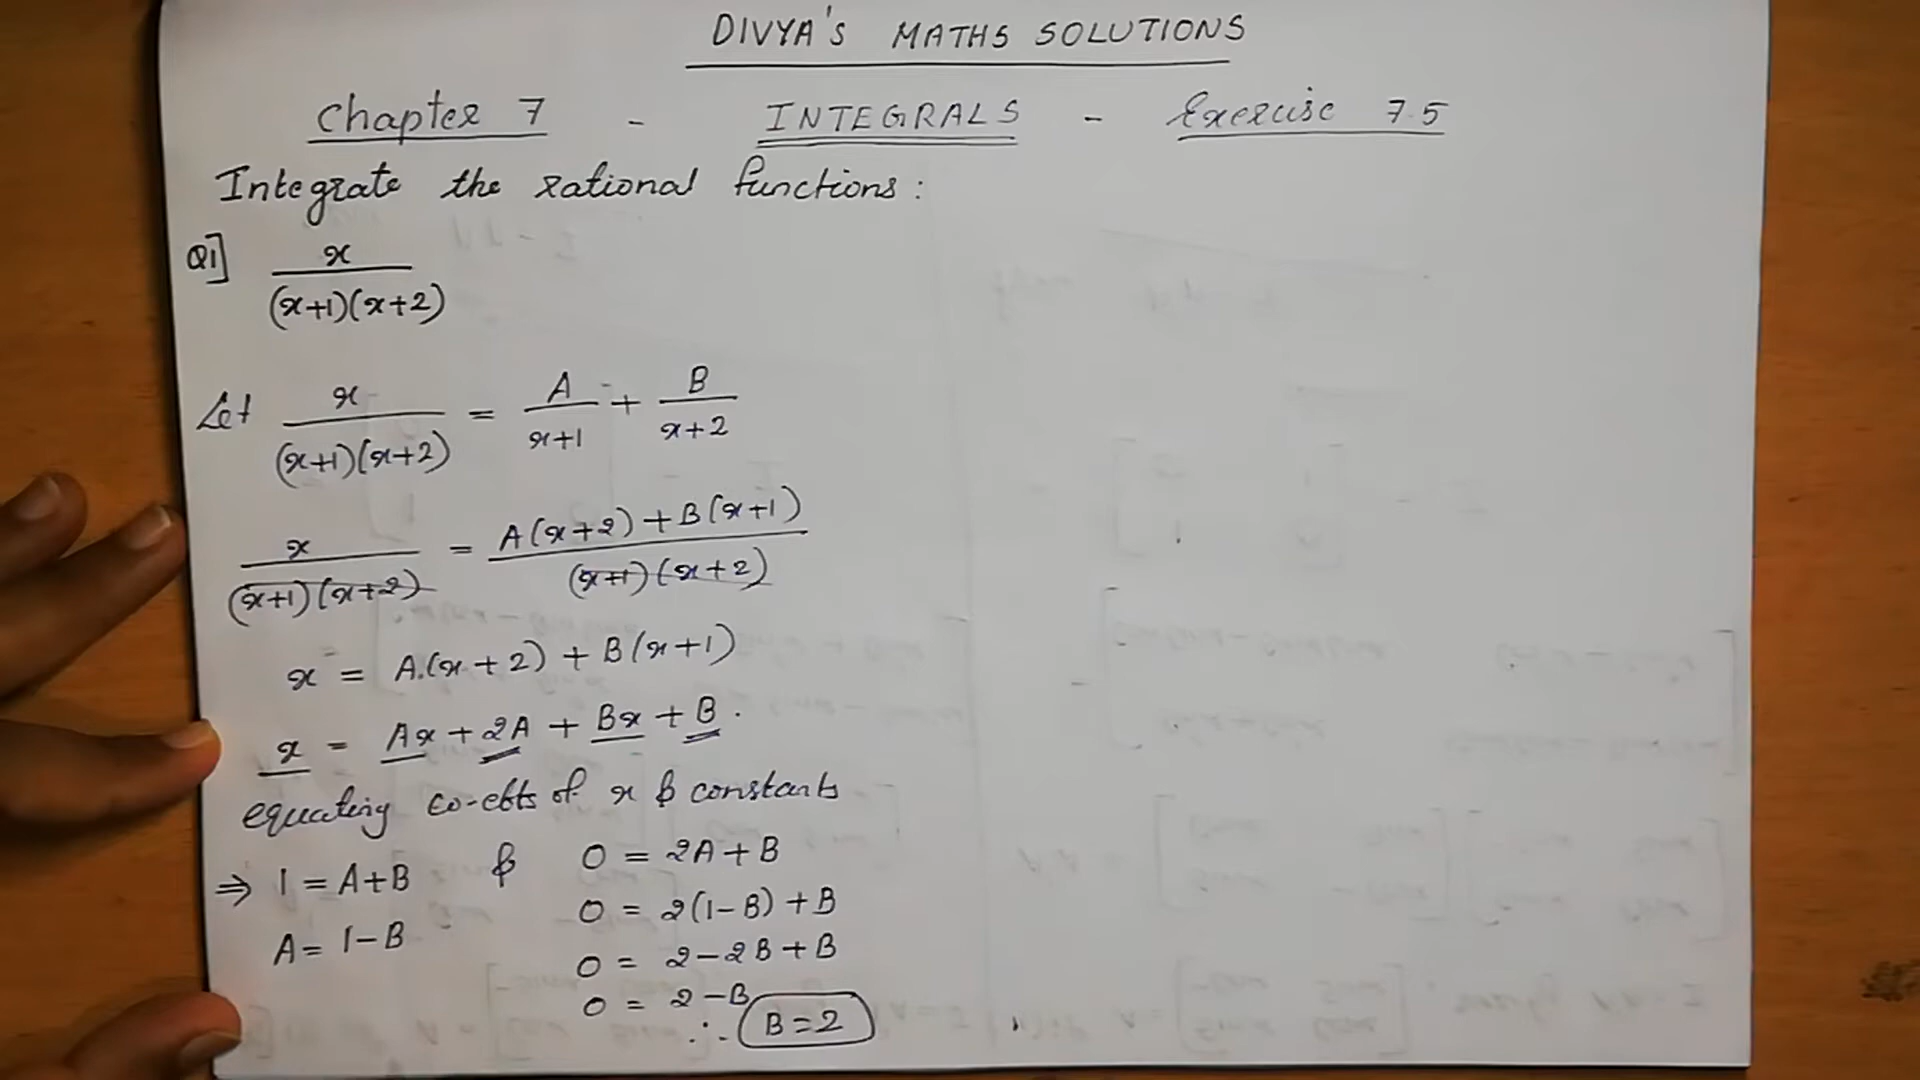 DIVYA'S MATHS SOLUTIONS
Chapter 7 - INTEGRALS - Exercise 7.5
Integrate the rational functions:
Q1] x/(x+1)(x+2)
Let x/(x+1)(x+2) = A/x+1 + B/x+2
x/(x+1)(x+2) = A(x+2)+B(x+1)/(x+1)(x+2)
x = A.(x+2) + B(x+1)
x = Ax + 2A + Bx + B.
equating co-effts of x & constants
⇒ 1 = A+B & 0 = 2A+B
A = 1-B 0 = 2(1-B)+B
0 = 2-2B+B
0 = 2-B
∴ B=2